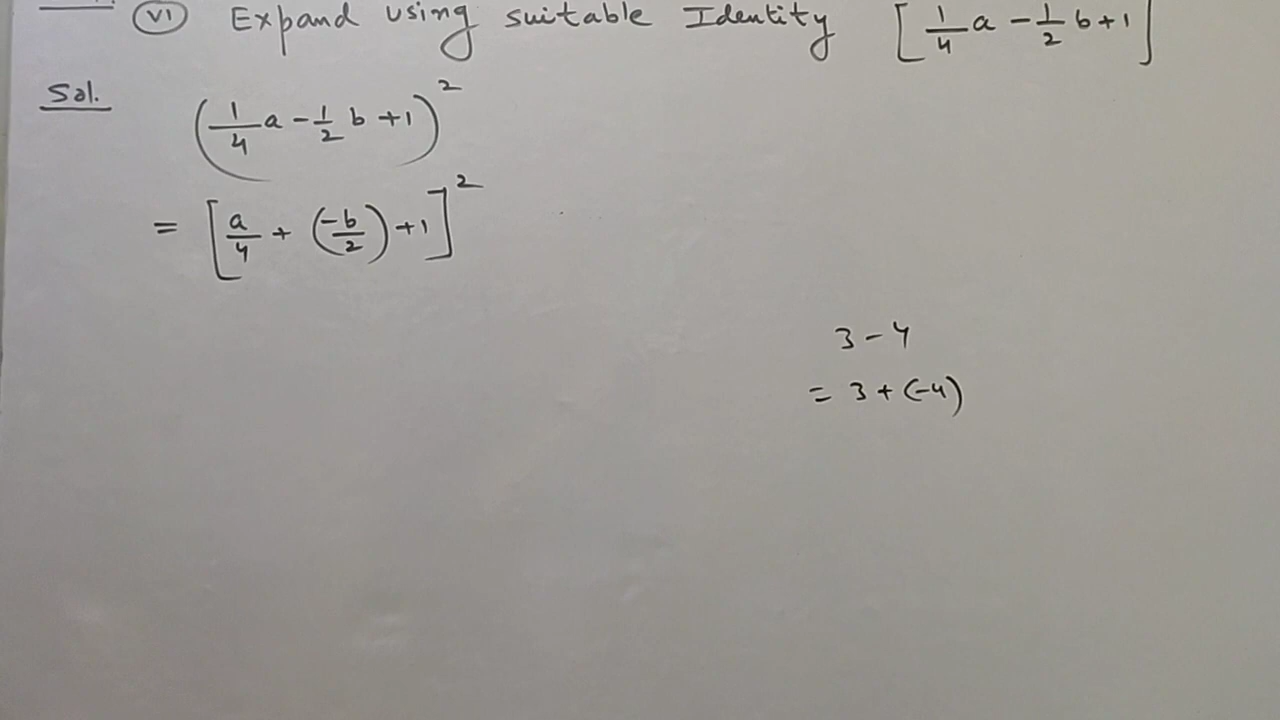 (VI) Expand using suitable Identity [1/4 a - 1/2 b + 1]
Sol.
(1/4 a - 1/2 b + 1)²
= [a/4 + (-b/2) + 1]²
3 - 4
= 3 + (-4)